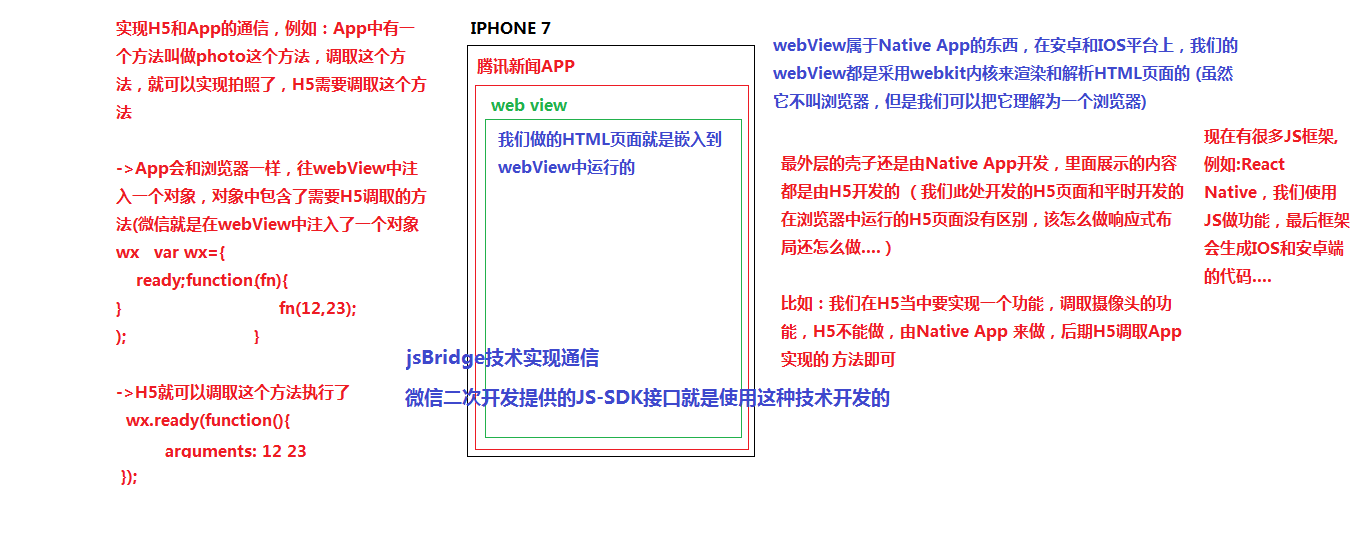 实现H5和App的通信，例如：App中有一
个方法叫做photo这个方法，调取这个方
法，就可以实现拍照了，H5需要调取这个方
法
->App会和浏览器一样，往webView中注
入一个对象，对象中包含了需要H5调取的方
法(微信就是在webView中注入了一个对象
wx var wx={
ready;function(fn){
} fn(12,23);
); }
->H5就可以调取这个方法执行了
wx.ready(function(){
arguments: 12 23
});
IPHONE 7
腾讯新闻APP
web view
我们做的HTML页面就是嵌入到
webView中运行的
jsBridge技术实现通信
微信二次开发提供的JS-SDK接口就是使用这种技术开发的
webView属于Native App的东西，在安卓和IOS平台上，我们的
webView都是采用webkit内核来渲染和解析HTML页面的 (虽然
它不叫浏览器，但是我们可以把它理解为一个浏览器)
最外层的壳子还是由Native App开发，里面展示的内容
都是由H5开发的 （ 我们此处开发的H5页面和平时开发的
在浏览器中运行的H5页面没有区别，该怎么做响应式布
局还怎么做.... ）
比如：我们在H5当中要实现一个功能，调取摄像头的功
能，H5不能做，由Native App 来做，后期H5调取App
实现的 方法即可
现在有很多JS框架,
例如:React
Native，我们使用
JS做功能，最后框架
会生成IOS和安卓端
的代码....